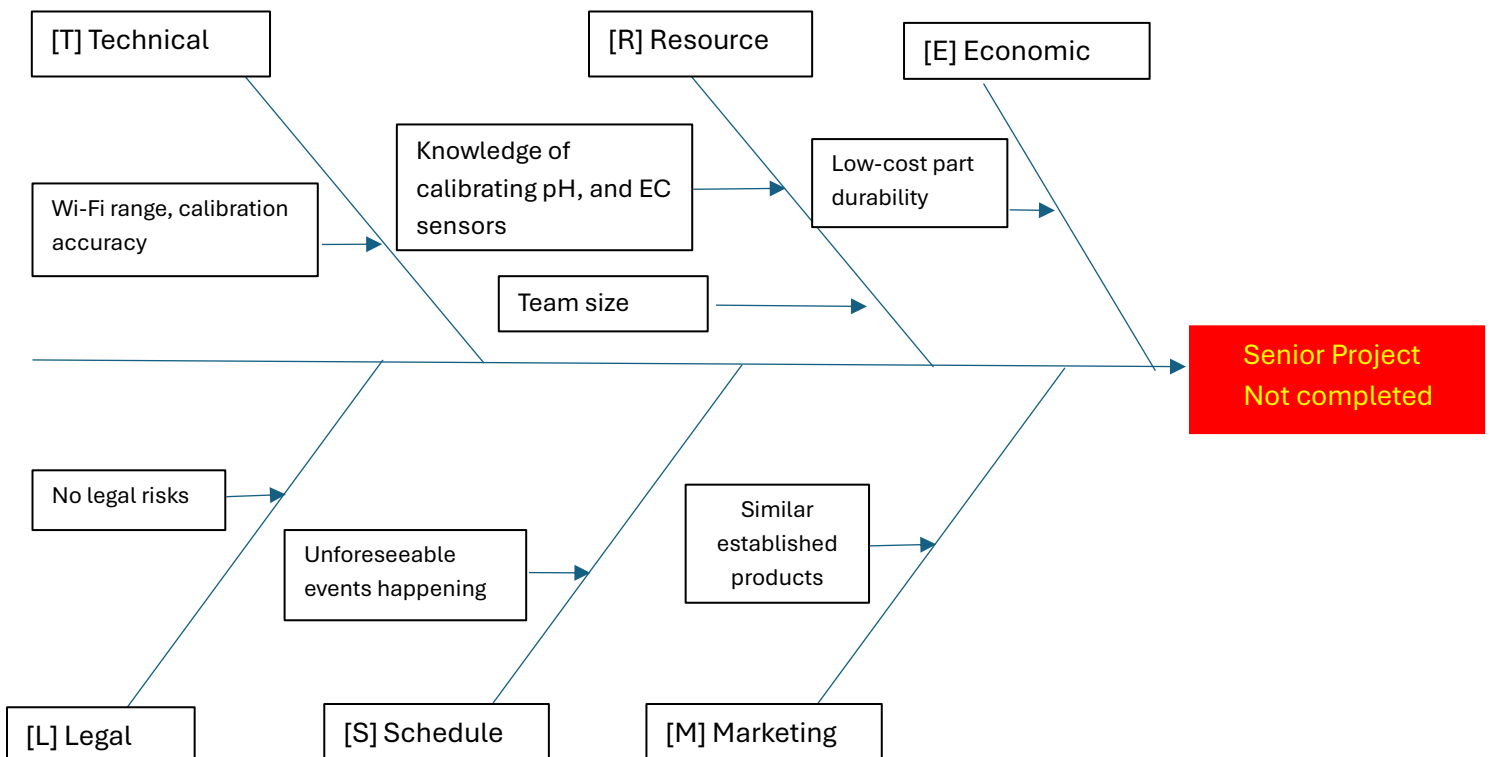 [T] Technical
[R] Resource
[E] Economic
Knowledge of
calibrating pH, and EC
sensors
Low-cost part
durability
Wi-Fi range, calibration
accuracy
Team size
Senior Project
Not completed
No legal risks
Unforeseeable
events happening
Similar
established
products
[L] Legal
[S] Schedule
[M] Marketing